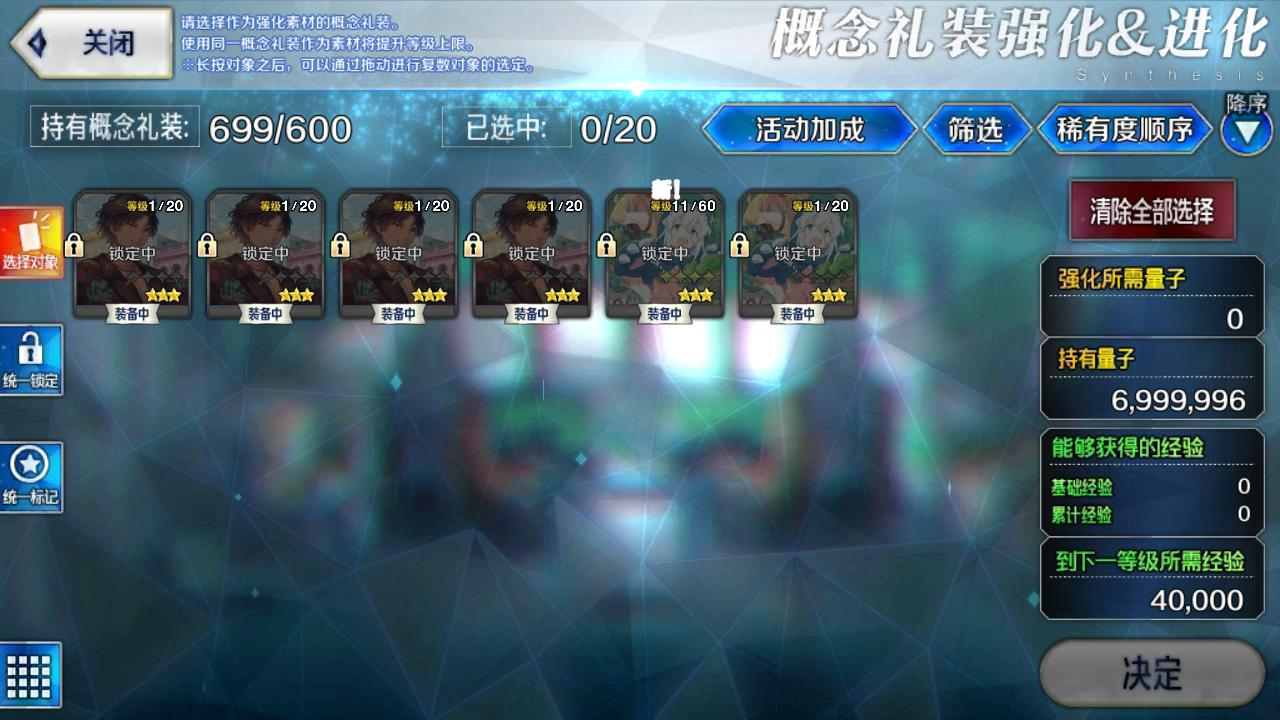 关闭
请选择作为强化素材的概念礼装。
使用同一概念礼装作为素材将提升等级上限。
※长按对象之后，可以通过拖动进行复数对象的选定。
概念礼装强化&进化
Synthesis
持有概念礼装: 699/600
已选中: 0/20
活动加成
筛选
稀有度顺序
降序
新!
等级1/20 等级1/20 等级1/20 等级1/20 等级11/60 等级1/20
锁定中 锁定中 锁定中 锁定中 锁定中 锁定中
装备中 装备中 装备中 装备中 装备中 装备中
选择对象
统一锁定
统一标记
清除全部选择
强化所需量子
0
持有量子
6,999,996
能够获得的经验
基础经验 0
累计经验 0
到下一等级所需经验
40,000
决定